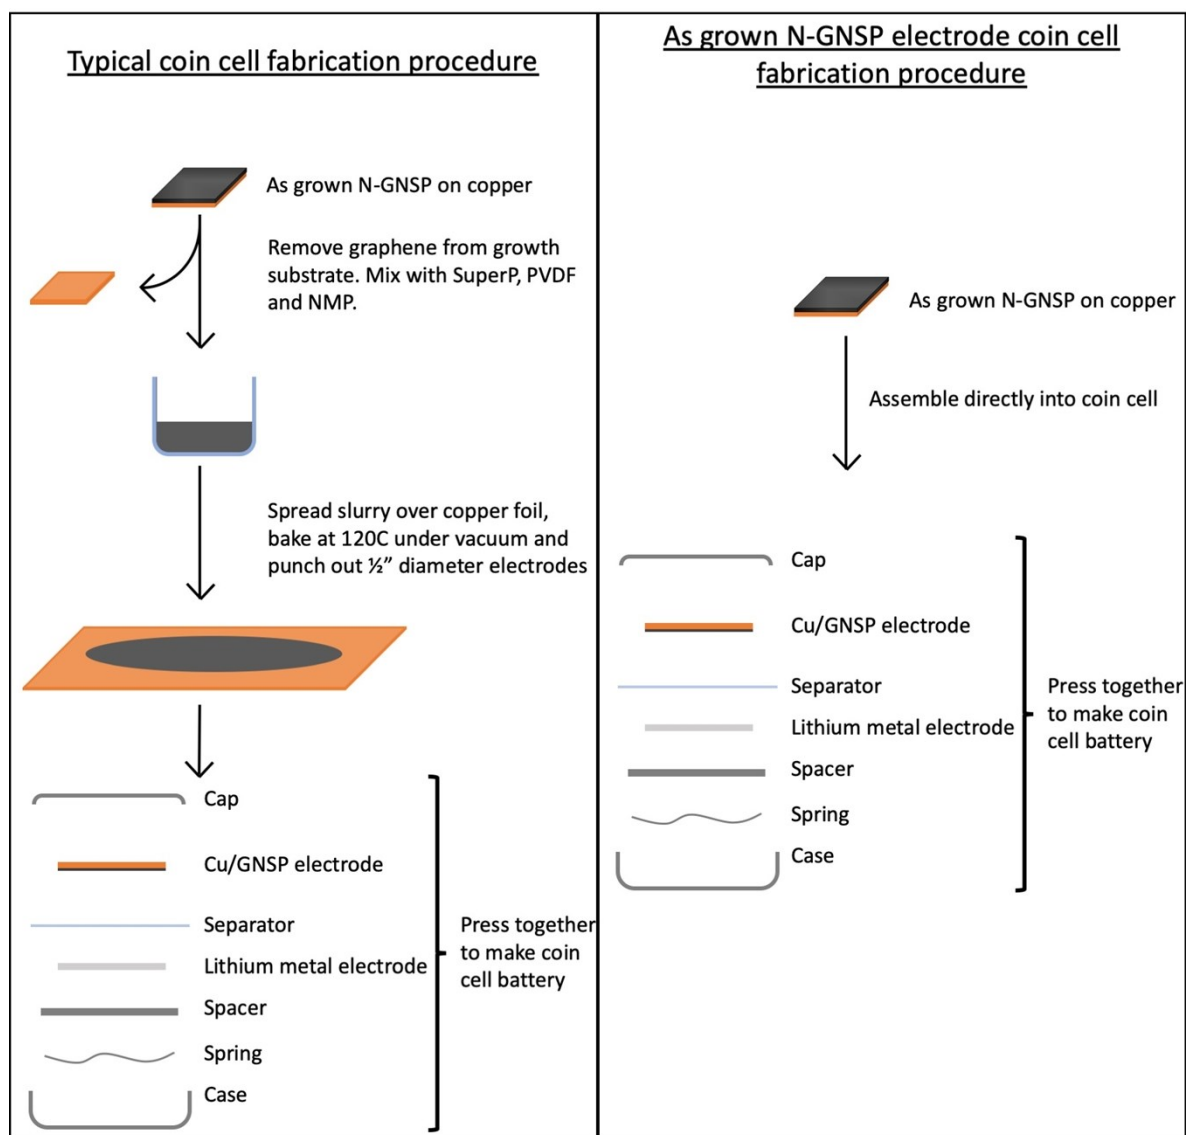 Typical coin cell fabrication procedure
As grown N-GNSP on copper
Remove graphene from growth
substrate. Mix with SuperP, PVDF
and NMP.
Spread slurry over copper foil,
bake at 120C under vacuum and
punch out ½” diameter electrodes
Cap
Cu/GNSP electrode
Separator
Lithium metal electrode
Spacer
Spring
Case
Press together
to make coin
cell battery
As grown N-GNSP electrode coin cell
fabrication procedure
As grown N-GNSP on copper
Assemble directly into coin cell
Cap
Cu/GNSP electrode
Separator
Lithium metal electrode
Spacer
Spring
Case
Press together
to make coin
cell battery